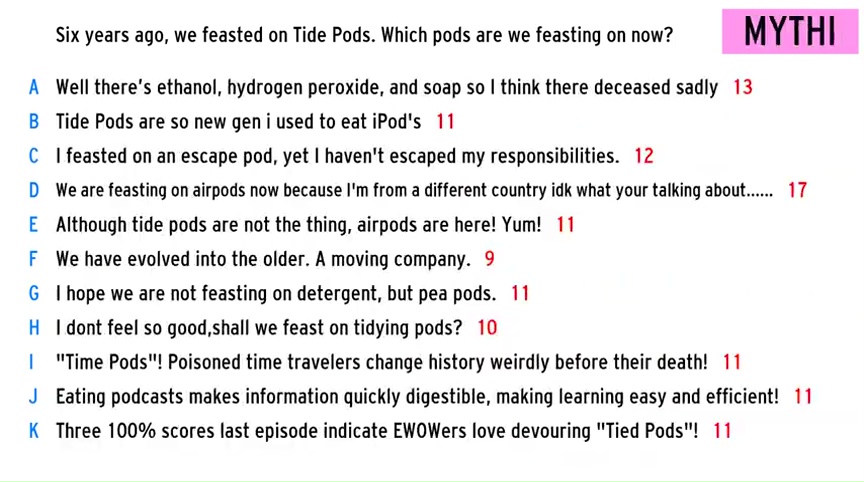 Six years ago, we feasted on Tide Pods. Which pods are we feasting on now?
MYTHI
A Well there's ethanol, hydrogen peroxide, and soap so I think there deceased sadly 13
B Tide Pods are so new gen i used to eat iPod's 11
C I feasted on an escape pod, yet I haven't escaped my responsibilities. 12
D We are feasting on airpods now because I'm from a different country idk what your talking about...... 17
E Although tide pods are not the thing, airpods are here! Yum! 11
F We have evolved into the older. A moving company. 9
G I hope we are not feasting on detergent, but pea pods. 11
H I dont feel so good,shall we feast on tidying pods? 10
I "Time Pods"! Poisoned time travelers change history weirdly before their death! 11
J Eating podcasts makes information quickly digestible, making learning easy and efficient! 11
K Three 100% scores last episode indicate EWOWers love devouring "Tied Pods"! 11